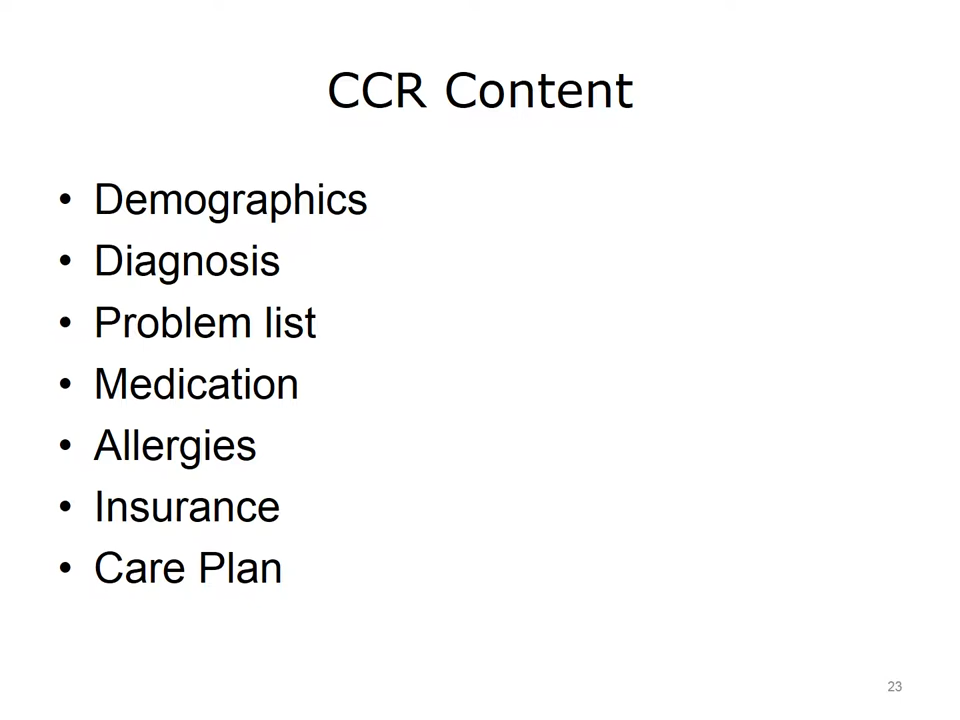 CCR Content
• Demographics
• Diagnosis
• Problem list
• Medication
• Allergies
• Insurance
• Care Plan
23